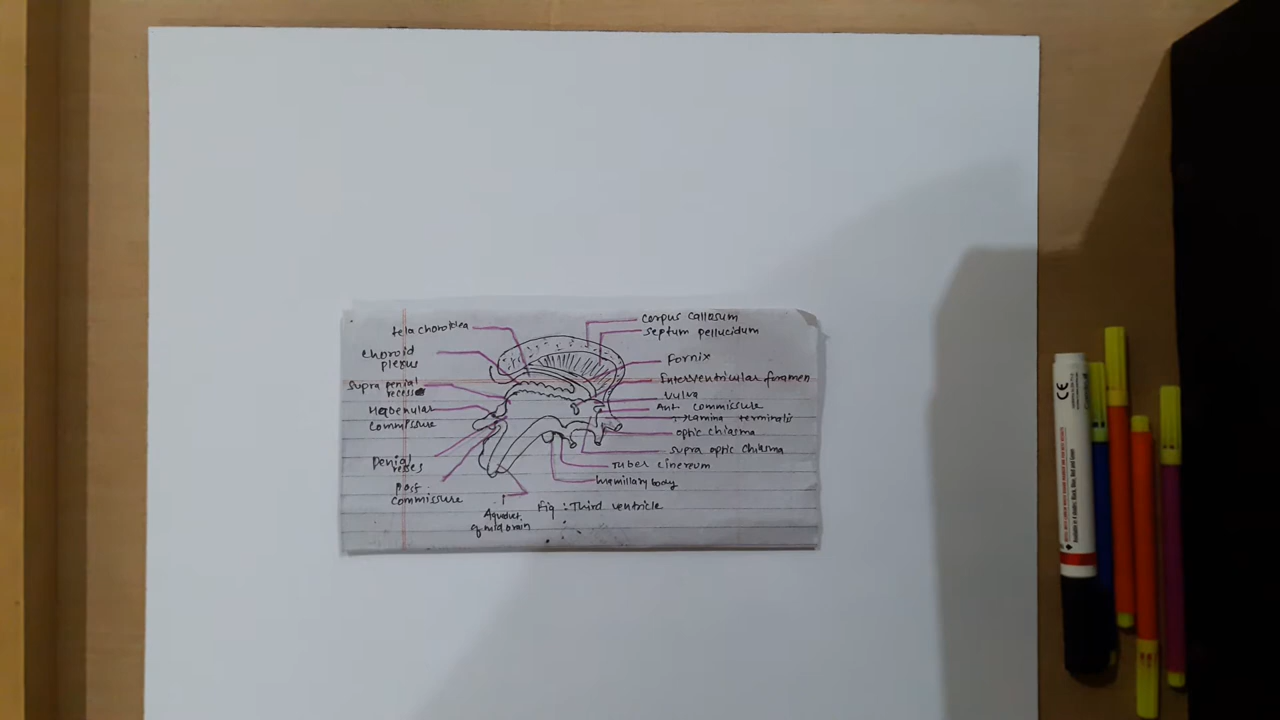 tela choroidea
choroid
plexus
supra penial
recess
Habenular
commissure
Penial
resses
post
commissure
Aqueduct
of midbrain
corpus callosum
septum pellucidum
Fornix
Enterventricular foramen
vulva
Ant commissure
Lamina terminalis
optic chiasma
supra optic chiasma
Tuber cinereum
Mamillary body
Fig : Third ventricle